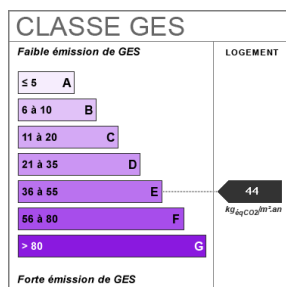 CLASSE GES
Faible émission de GES
LOGEMENT
≤ 5 A
6 à 10 B
11 à 20 C
21 à 35 D
36 à 55 E
44
kgéqCO2/m².an
56 à 80 F
> 80 G
Forte émission de GES